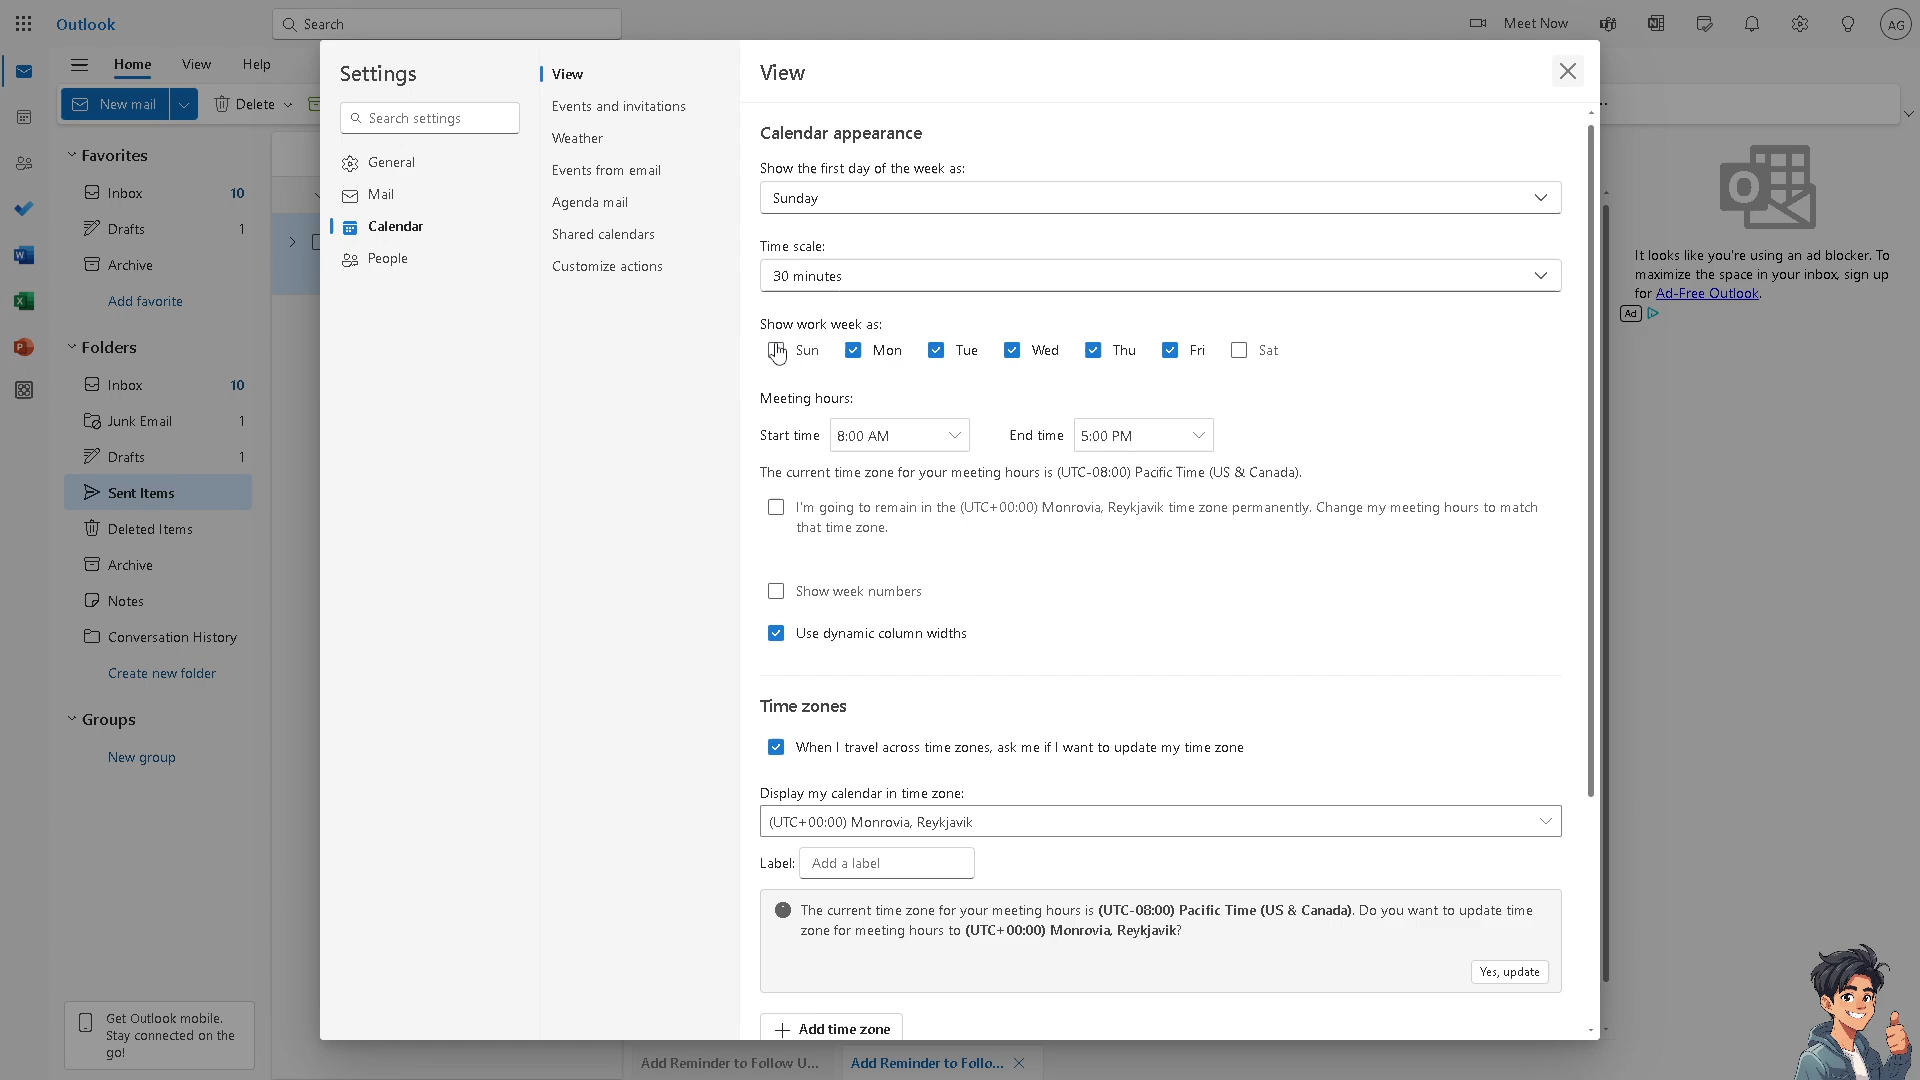 Outlook
Search
Meet Now
AG
Home
View
Help
New mail
Delete
Favorites
Inbox 10
Drafts 1
Archive
Add favorite
Folders
Inbox 10
Junk Email 1
Drafts 1
Sent Items
Deleted Items
Archive
Notes
Conversation History
Create new folder
Groups
New group
Get Outlook mobile.
Stay connected on the
go!
Settings
Search settings
General
Mail
Calendar
People
View
Events and invitations
Weather
Events from email
Agenda mail
Shared calendars
Customize actions
View
Calendar appearance
Show the first day of the week as:
Sunday
Time scale:
30 minutes
Show work week as:
Sun Mon Tue Wed Thu Fri Sat
Meeting hours:
Start time 8:00 AM End time 5:00 PM
The current time zone for your meeting hours is (UTC-08:00) Pacific Time (US & Canada).
I'm going to remain in the (UTC+00:00) Monrovia, Reykjavik time zone permanently. Change my meeting hours to match
that time zone.
Show week numbers
Use dynamic column widths
Time zones
When I travel across time zones, ask me if I want to update my time zone
Display my calendar in time zone:
(UTC+00:00) Monrovia, Reykjavik
Label: Add a label
The current time zone for your meeting hours is (UTC-08:00) Pacific Time (US & Canada). Do you want to update time
zone for meeting hours to (UTC+00:00) Monrovia, Reykjavik?
Yes, update
Add time zone
It looks like you're using an ad blocker. To
maximize the space in your inbox, sign up
for Ad-Free Outlook.
Ad
Add Reminder to Follow U...
Add Reminder to Follo...